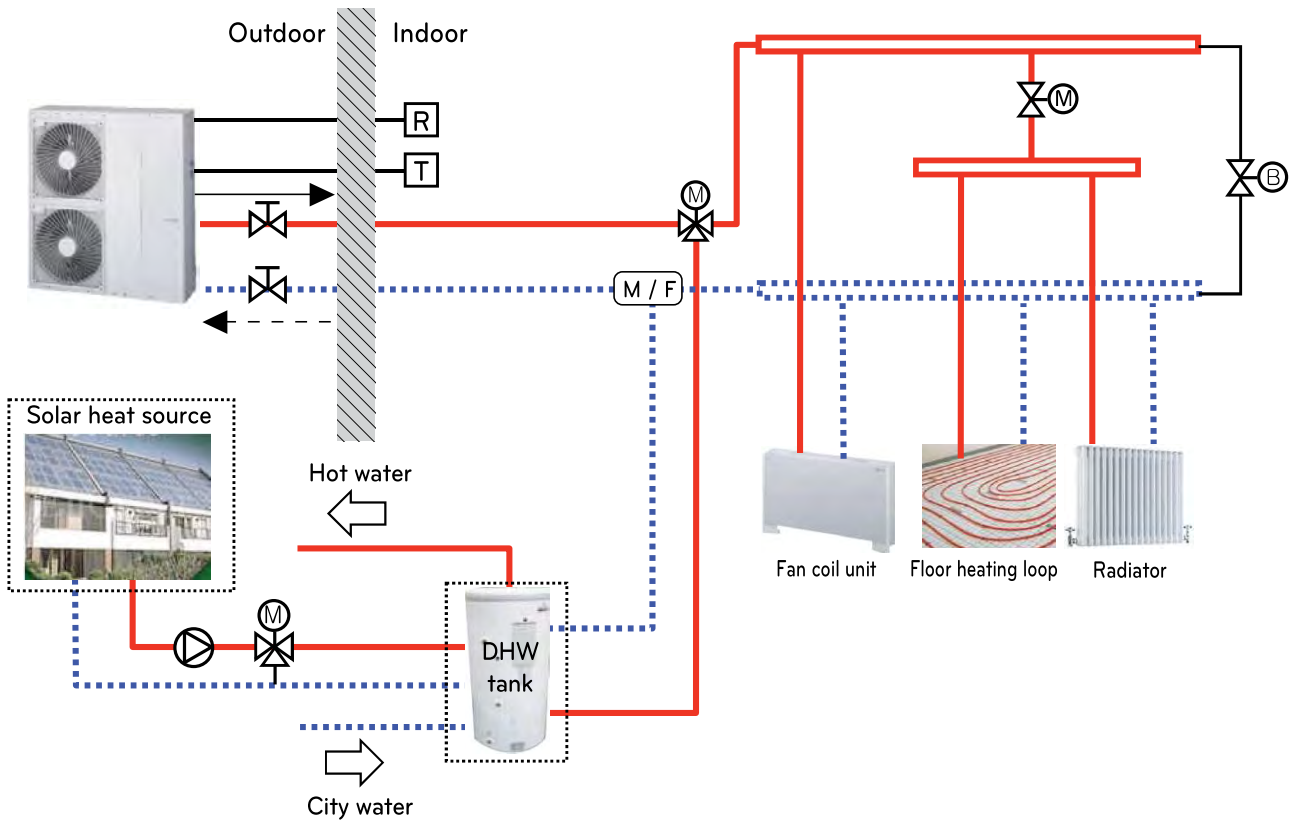 Outdoor
Indoor
R
T
M
M
B
M / F
Solar heat source
Hot water
Fan coil unit
Floor heating loop
Radiator
M
DHW
tank
City water